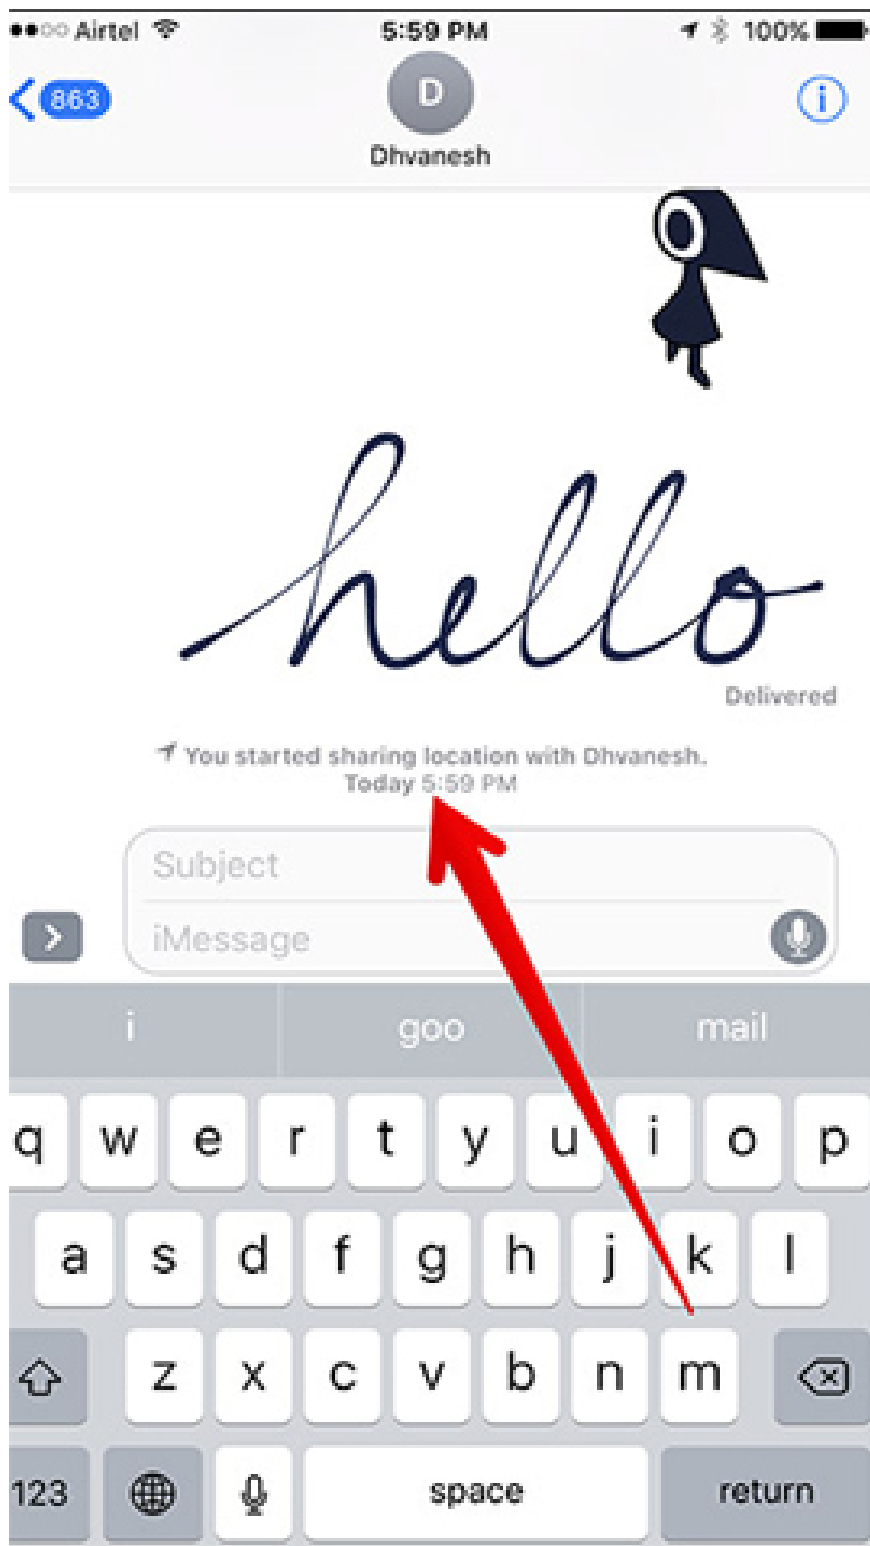 Airtel 5:59 PM 100%
863
D
Dhvanesh
hello
Delivered
You started sharing location with Dhvanesh.
Today 5:59 PM
Subject
iMessage
i goo mail
q w e r t y u i o p
a s d f g h j k l
z x c v b n m
123 space return